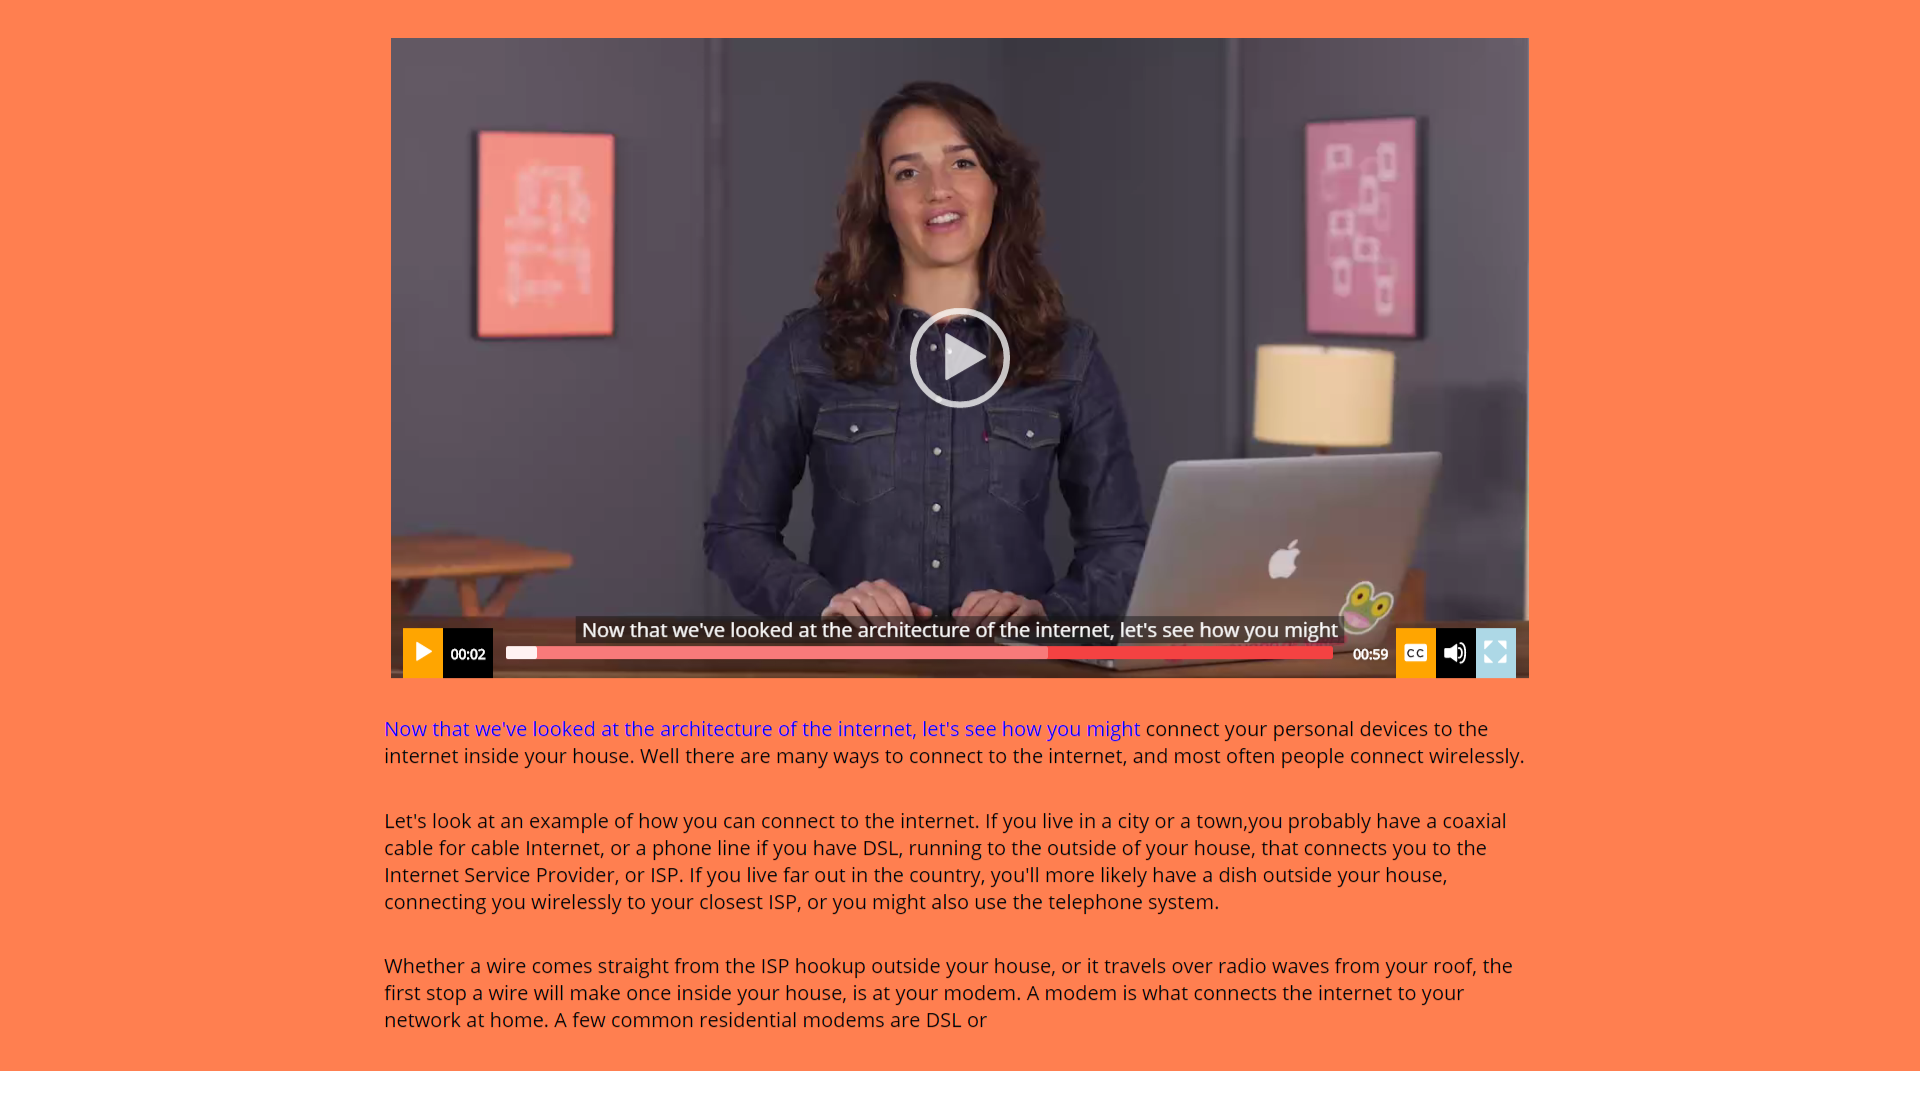 Now that we've looked at the architecture of the internet, let's see how you might
00:02
00:59
CC
Now that we've looked at the architecture of the internet, let's see how you might connect your personal devices to the
internet inside your house. Well there are many ways to connect to the internet, and most often people connect wirelessly.
Let's look at an example of how you can connect to the internet. If you live in a city or a town,you probably have a coaxial
cable for cable Internet, or a phone line if you have DSL, running to the outside of your house, that connects you to the
Internet Service Provider, or ISP. If you live far out in the country, you'll more likely have a dish outside your house,
connecting you wirelessly to your closest ISP, or you might also use the telephone system.
Whether a wire comes straight from the ISP hookup outside your house, or it travels over radio waves from your roof, the
first stop a wire will make once inside your house, is at your modem. A modem is what connects the internet to your
network at home. A few common residential modems are DSL or